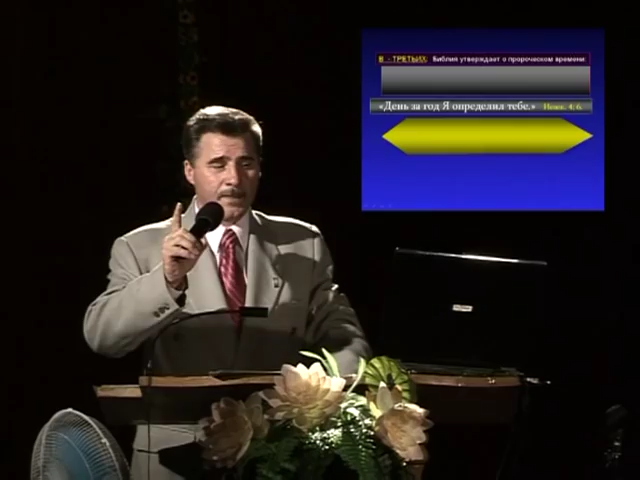 В - ТРЕТЬИХ: Библия утверждает о пророческом времени:
«День за год Я определил тебе.» Иезек. 4: 6.